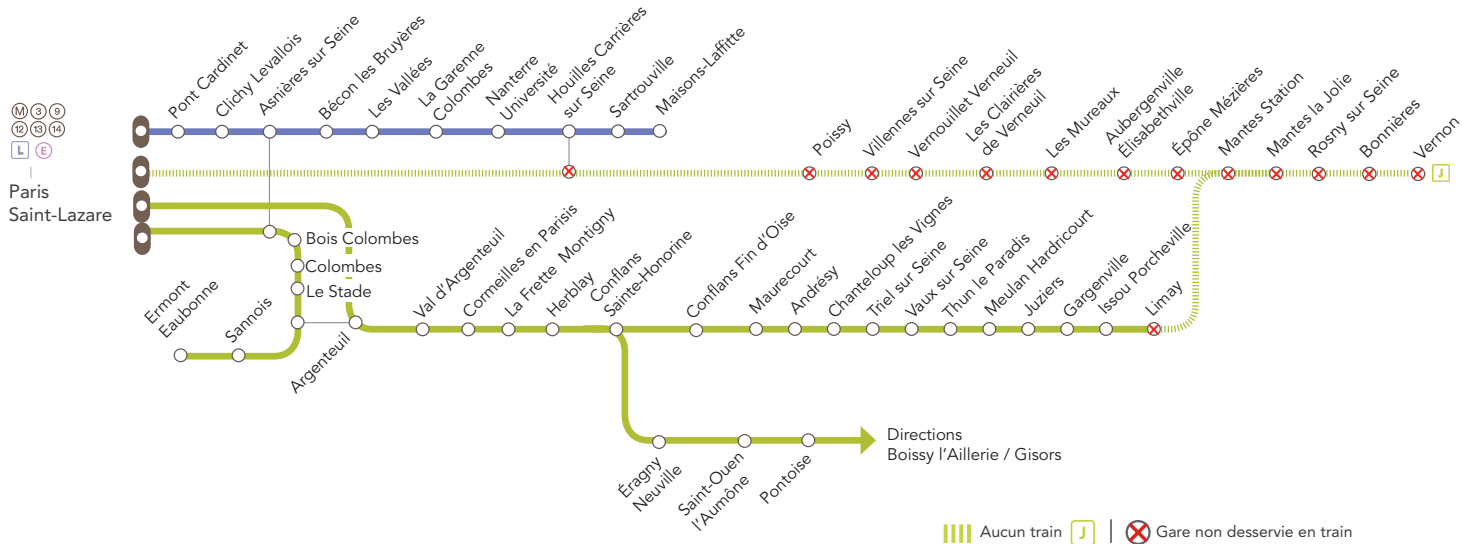 Pont Cardinet
Clichy Levallois
Asnières sur Seine
Bécon les Bruyères
Les Vallées
La Garenne
Colombes
Nanterre
Université
Houilles Carrières
sur Seine
Sartrouville
Maisons-Laffitte
M 3 9
12 13 14
L E
Paris
Saint-Lazare
Poissy
Villennes sur Seine
Vernouillet Verneuil
Les Clairières
de Verneuil
Les Mureaux
Aubergenville
Élisabethville
Épône Mézières
Mantes Station
Mantes la Jolie
Rosny sur Seine
Bonnières
Vernon
J
Bois Colombes
Colombes
Le Stade
Ermont
Eaubonne
Sannois
Argenteuil
Val d'Argenteuil
Cormeilles en Parisis
La Frette Montigny
Herblay
Conflans
Sainte-Honorine
Conflans Fin d'Oise
Maurecourt
Andrésy
Chanteloup les Vignes
Triel sur Seine
Vaux sur Seine
Thun le Paradis
Meulan Hardricourt
Juziers
Gargenville
Issou Porcheville
Limay
Éragny
Neuville
Saint-Ouen
l'Aumône
Pontoise
Directions
Boissy l'Aillerie / Gisors
Aucun train J
Gare non desservie en train